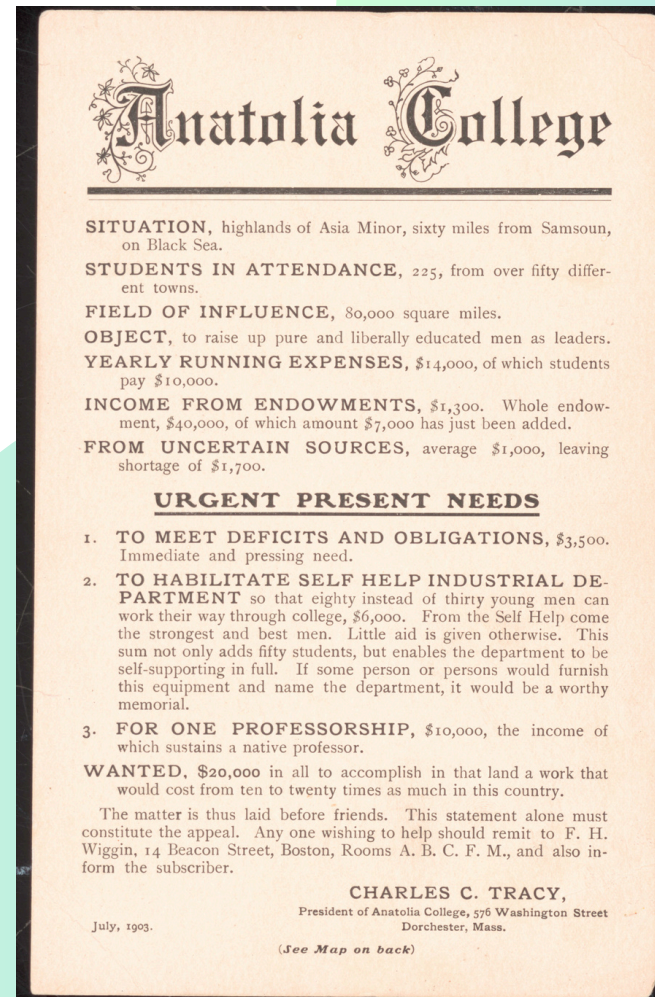 Anatolia College
SITUATION, highlands of Asia Minor, sixty miles from Samsoun,
on Black Sea.
STUDENTS IN ATTENDANCE, 225, from over fifty differ-
ent towns.
FIELD OF INFLUENCE, 80,000 square miles.
OBJECT, to raise up pure and liberally educated men as leaders.
YEARLY RUNNING EXPENSES, $14,000, of which students
pay $10,000.
INCOME FROM ENDOWMENTS, $1,300. Whole endow-
ment, $40,000, of which amount $7,000 has just been added.
FROM UNCERTAIN SOURCES, average $1,000, leaving
shortage of $1,700.
URGENT PRESENT NEEDS
1. TO MEET DEFICITS AND OBLIGATIONS, $3,500.
Immediate and pressing need.
2. TO HABILITATE SELF HELP INDUSTRIAL DE-
PARTMENT so that eighty instead of thirty young men can
work their way through college, $6,000. From the Self Help come
the strongest and best men. Little aid is given otherwise. This
sum not only adds fifty students, but enables the department to be
self-supporting in full. If some person or persons would furnish
this equipment and name the department, it would be a worthy
memorial.
3. FOR ONE PROFESSORSHIP, $10,000, the income of
which sustains a native professor.
WANTED, $20,000 in all to accomplish in that land a work that
would cost from ten to twenty times as much in this country.
The matter is thus laid before friends. This statement alone must
constitute the appeal. Any one wishing to help should remit to F. H.
Wiggin, 14 Beacon Street, Boston, Rooms A. B. C. F. M., and also in-
form the subscriber.
CHARLES C. TRACY,
President of Anatolia College, 576 Washington Street
July, 1903. Dorchester, Mass.
(See Map on back)